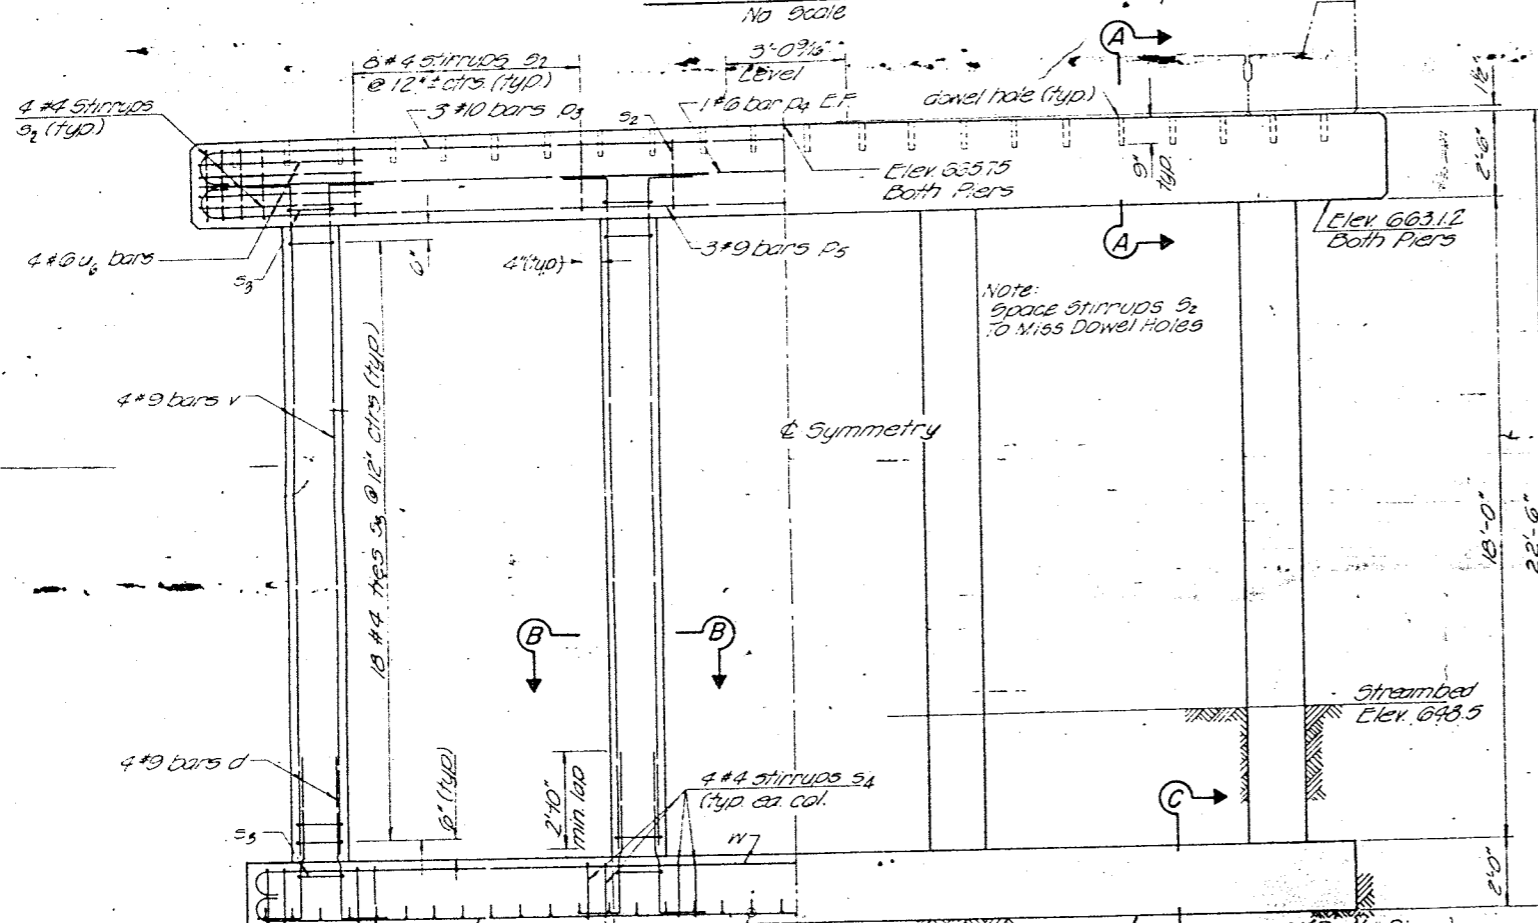 No Scale
8 #4 stirrups s2
@ 12"± ctrs. (typ.)
3'-0 9/16"
Level
A
4 #4 Stirrups
s2 (typ.)
3 #10 bars p3
s2
1 #6 bar p4 E.F.
dowel hole (typ.)
1½"
2'-6"
9"
typ.
Elev. 665.75
Both Piers
Elev. 663.12
Both Piers
A
4 #6 u6 bars
s3
6"
4" (typ.)
3 #9 bars p5
Note:
Space Stirrups S2
To Miss Dowel Holes
4 #9 bars v
18 #4 ties s3 @ 12" ctrs (typ.)
℄ Symmetry
18'-0"
22'-6"
B
B
Streambed
Elev. 648.5
4 #9 bars d
6" (typ.)
2'-10"
min. lap
4 #4 stirrups s4
(typ. ea. col.
C
s3
w
2'-0"